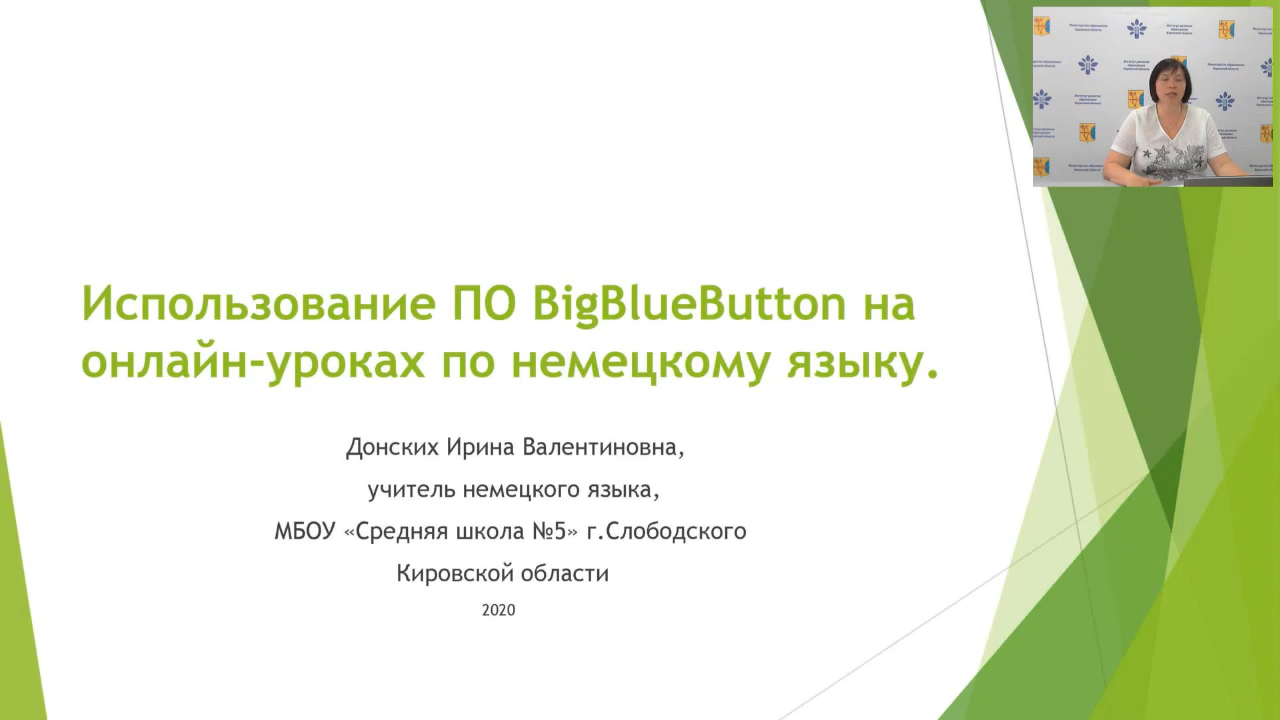 Использование ПО BigBlueButton на
онлайн-уроках по немецкому языку.
Донских Ирина Валентиновна,
учитель немецкого языка,
МБОУ «Средняя школа №5» г.Слободского
Кировской области
2020